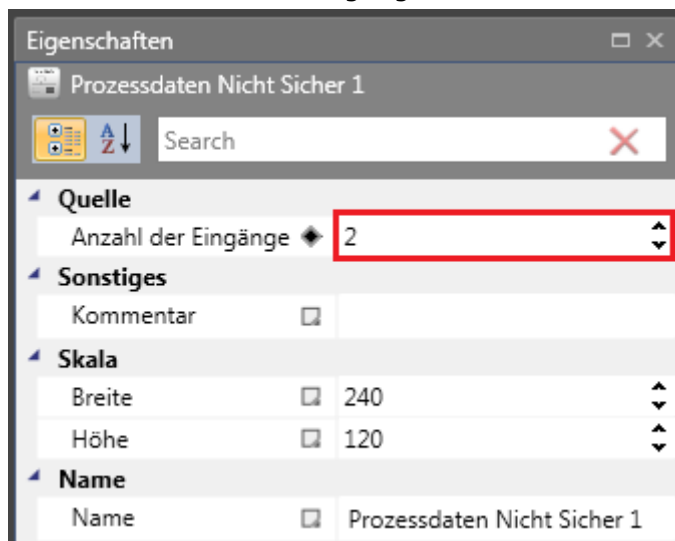 Eigenschaften
Prozessdaten Nicht Sicher 1
A Z Search
Quelle
Anzahl der Eingänge 2
Sonstiges
Kommentar
Skala
Breite 240
Höhe 120
Name
Name Prozessdaten Nicht Sicher 1